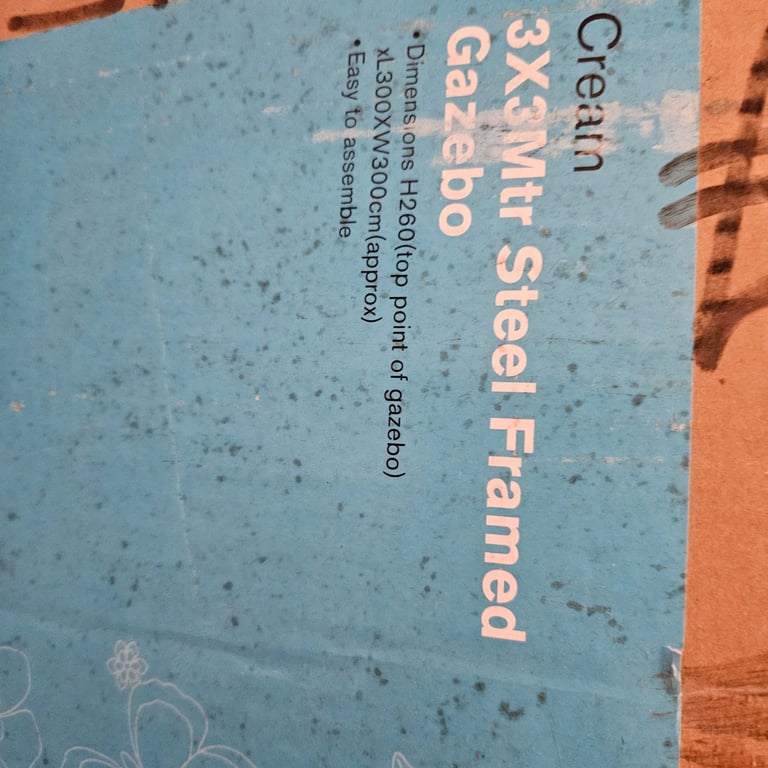 Cream
3X3Mtr Steel Framed
Gazebo
• Dimensions H260(top point of gazebo)
xL300XW300cm(approx)
• Easy to assemble